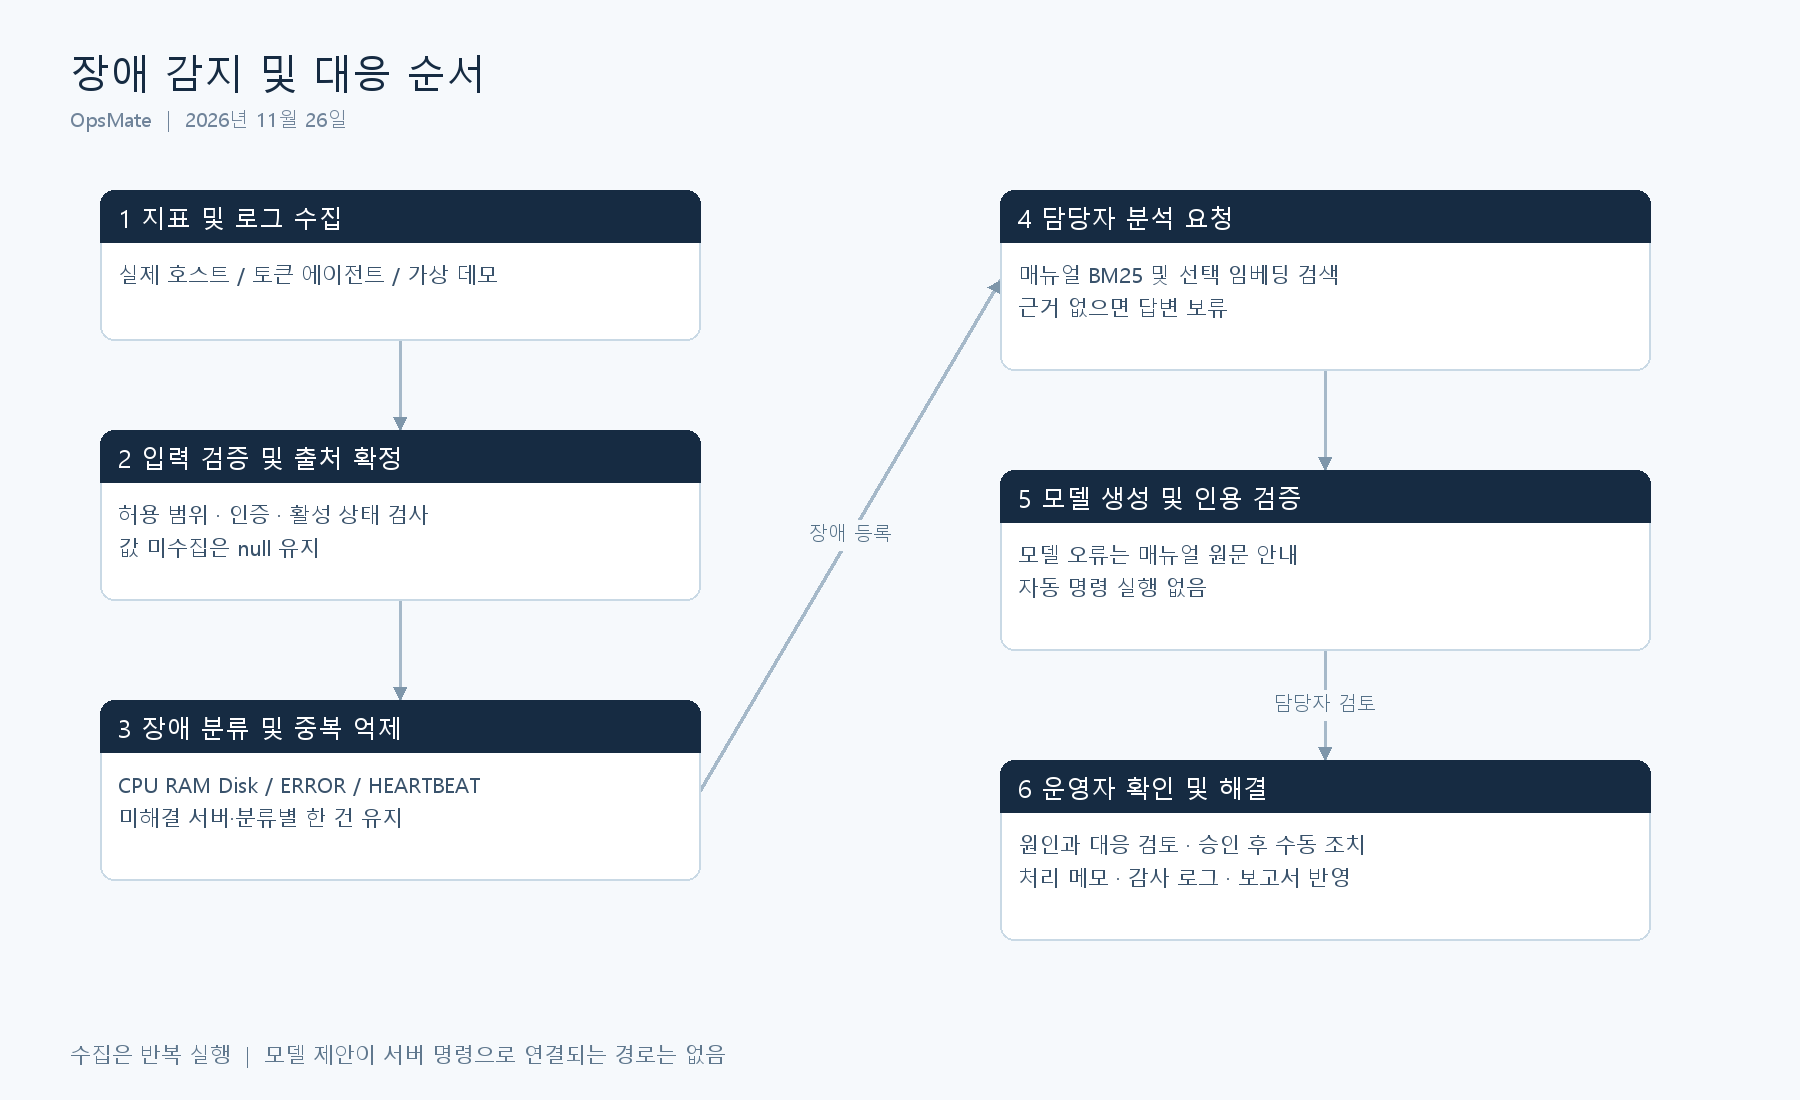 장애 감지 및 대응 순서
OpsMate | 2026년 11월 26일
1 지표 및 로그 수집
실제 호스트 / 토큰 에이전트 / 가상 데모
2 입력 검증 및 출처 확정
허용 범위 · 인증 · 활성 상태 검사
값 미수집은 null 유지
3 장애 분류 및 중복 억제
CPU RAM Disk / ERROR / HEARTBEAT
미해결 서버·분류별 한 건 유지
장애 등록
4 담당자 분석 요청
매뉴얼 BM25 및 선택 임베딩 검색
근거 없으면 답변 보류
5 모델 생성 및 인용 검증
모델 오류는 매뉴얼 원문 안내
자동 명령 실행 없음
담당자 검토
6 운영자 확인 및 해결
원인과 대응 검토 · 승인 후 수동 조치
처리 메모 · 감사 로그 · 보고서 반영
수집은 반복 실행 | 모델 제안이 서버 명령으로 연결되는 경로는 없음